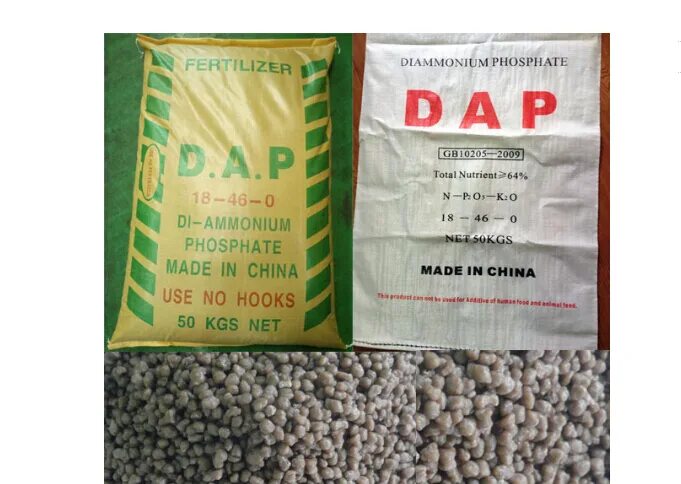 FERTILIZER
D.A.P
18-46-0
DI-AMMONIUM
PHOSPHATE
MADE IN CHINA
USE NO HOOKS
50 KGS NET
DIAMMONIUM PHOSPHATE
DAP
GB10205—2009
Total Nutrient≥64%
N—P2O5—K2O
18—46—0
NET 50KGS
MADE IN CHINA
This product can not be used for Additive of human food and animal feed.